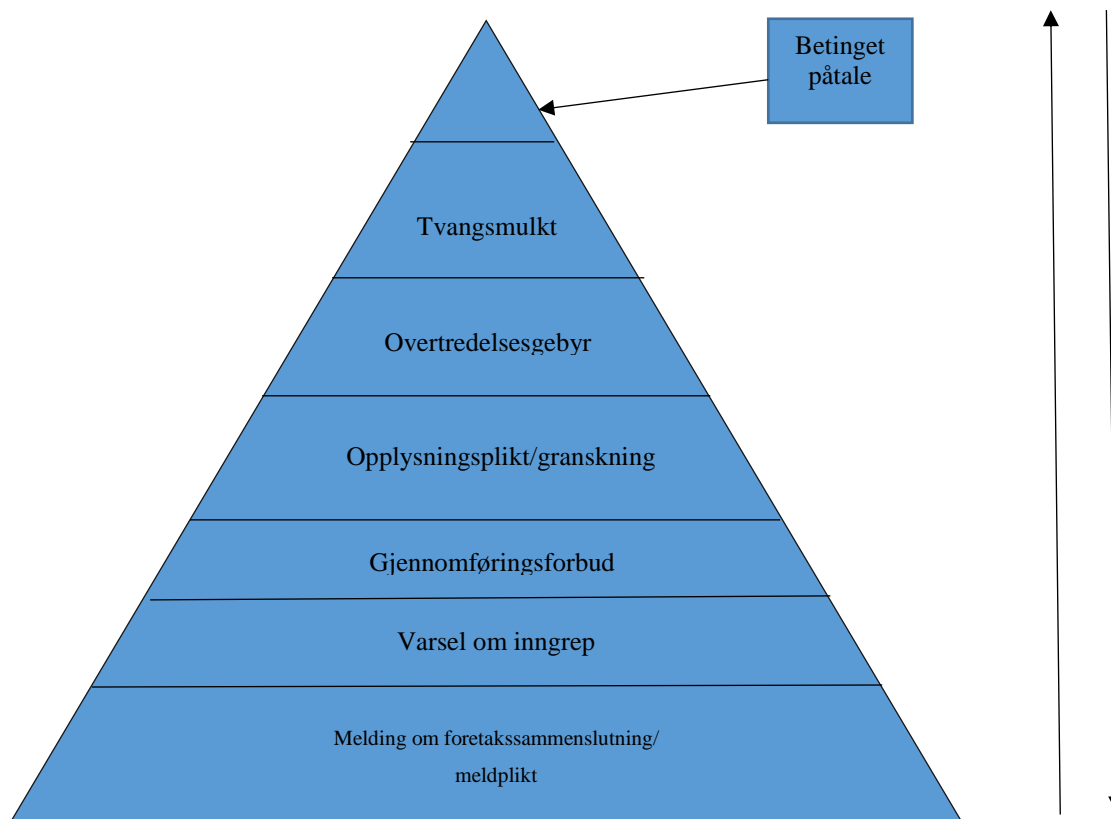 Betinget
påtale
Tvangsmulkt
Overtredelsesgebyr
Opplysningsplikt/granskning
Gjennomføringsforbud
Varsel om inngrep
Melding om foretakssammenslutning/
meldplikt